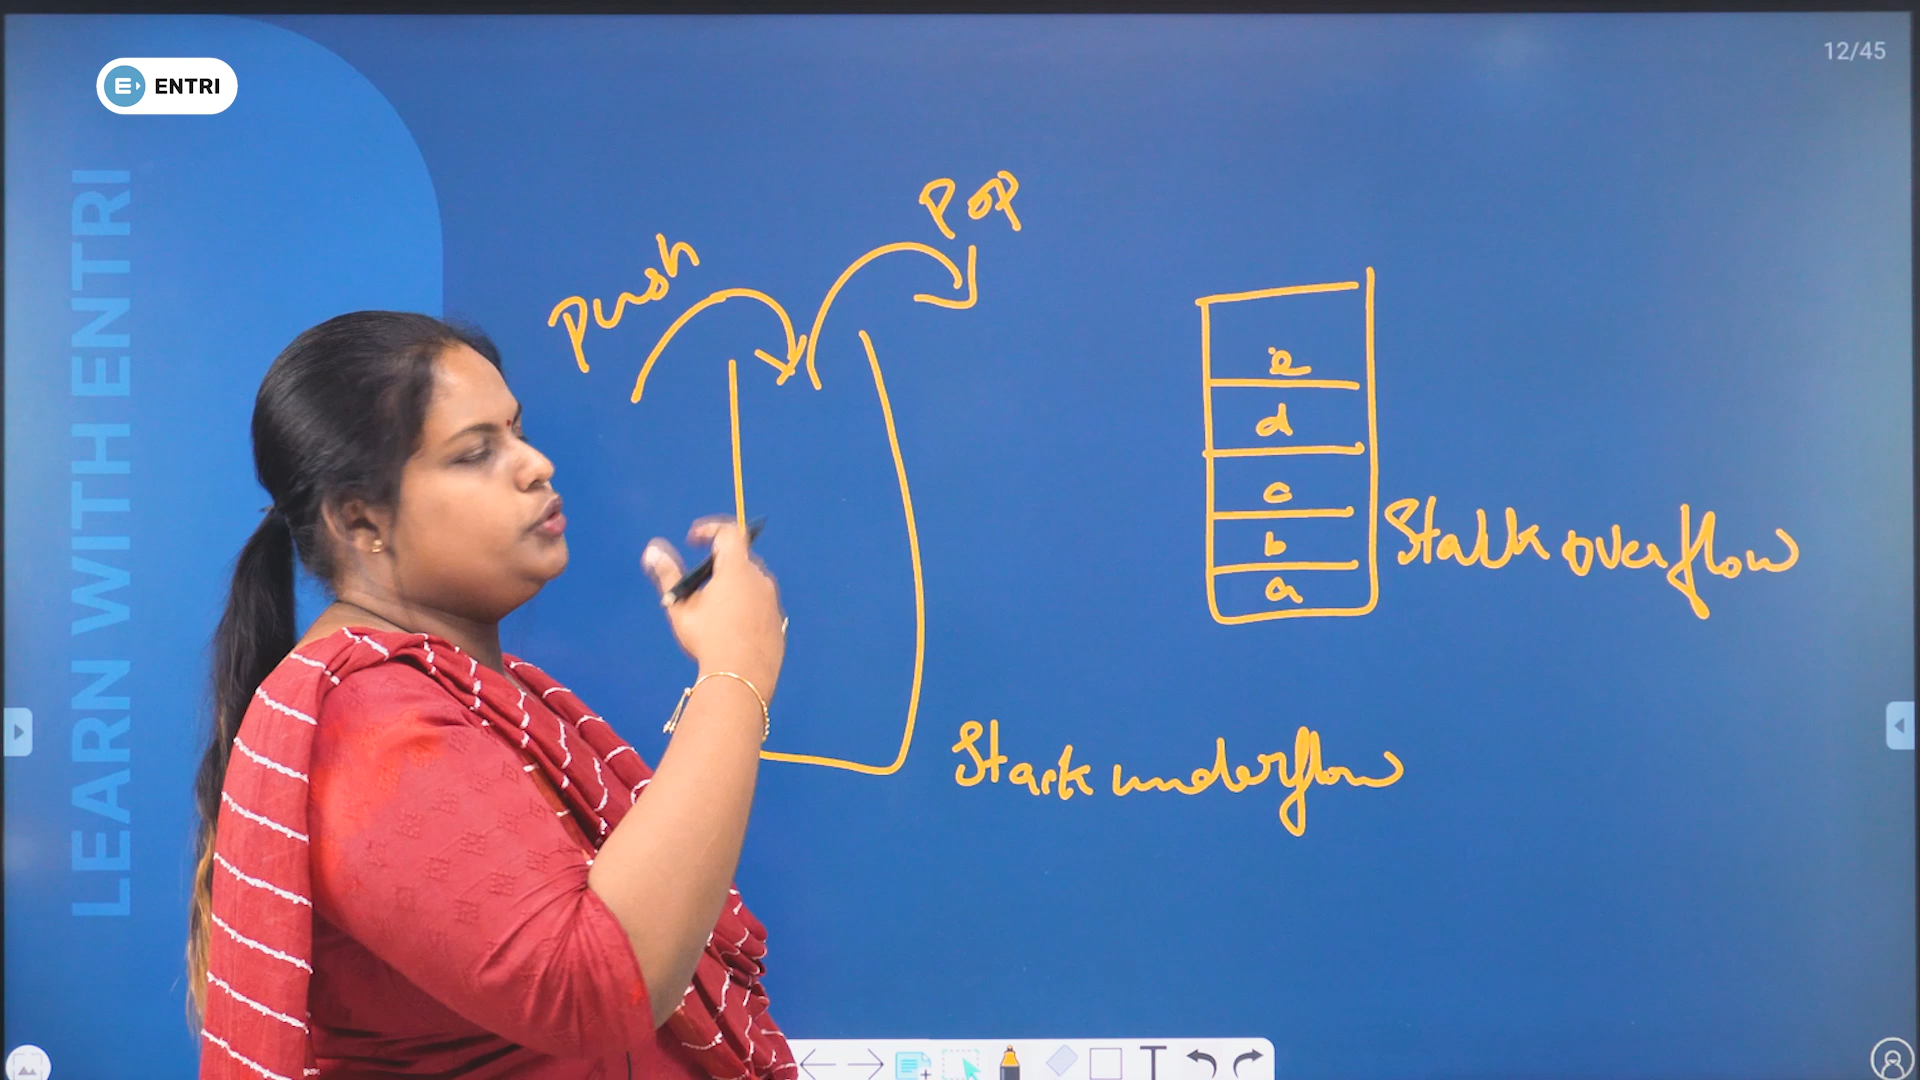 ENTRI
12/45
LEARN WITH ENTRI
Push
Pop
e
d
c
b
a
Stack overflow
Stack underflow
T